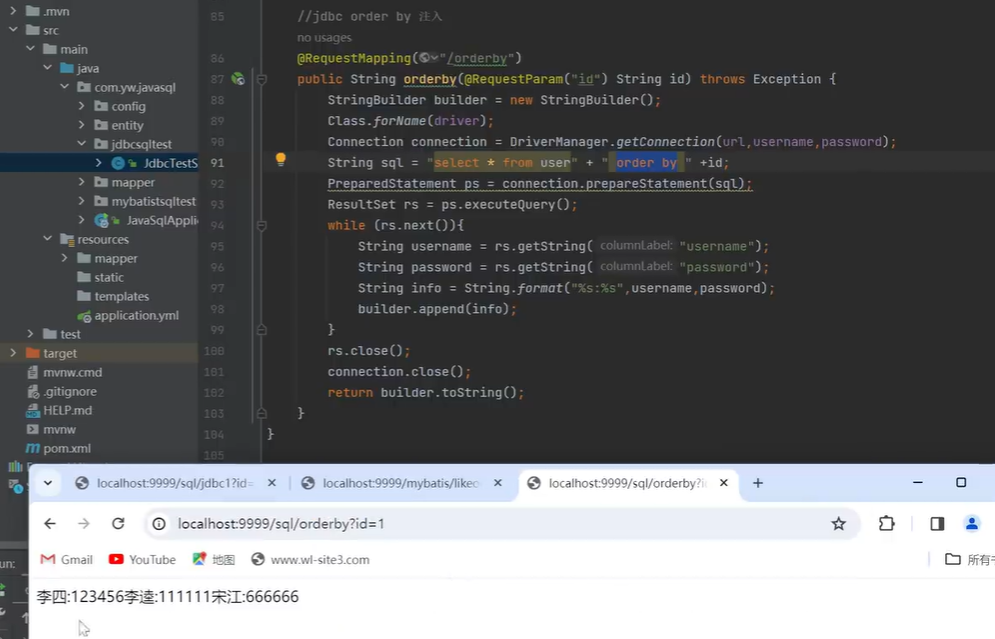 .mvn
src
main
java
com.yw.javasql
config
entity
jdbcsqltest
JdbcTestS
mapper
mybatistsqltest
JavaSqlAppli
resources
mapper
static
templates
application.yml
test
target
mvnw.cmd
.gitignore
HELP.md
mvnw
pom.xml
85 //jdbc order by 注入
no usages
86 @RequestMapping("/orderby")
87 public String orderby(@RequestParam("id") String id) throws Exception {
88 StringBuilder builder = new StringBuilder();
89 Class.forName(driver);
90 Connection connection = DriverManager.getConnection(url,username,password);
91 String sql = "select * from user" + " order by " +id;
92 PreparedStatement ps = connection.prepareStatement(sql);
93 ResultSet rs = ps.executeQuery();
94 while (rs.next()){
95 String username = rs.getString( columnLabel: "username");
96 String password = rs.getString( columnLabel: "password");
97 String info = String.format("%s:%s",username,password);
98 builder.append(info);
99 }
100 rs.close();
101 connection.close();
102 return builder.toString();
103 }
104 }
105
un:
localhost:9999/sql/jdbc1?id= localhost:9999/mybatis/likeo localhost:9999/sql/orderby?i
localhost:9999/sql/orderby?id=1
Gmail YouTube 地图 www.wl-site3.com 所有
李四:123456李逵:111111宋江:666666